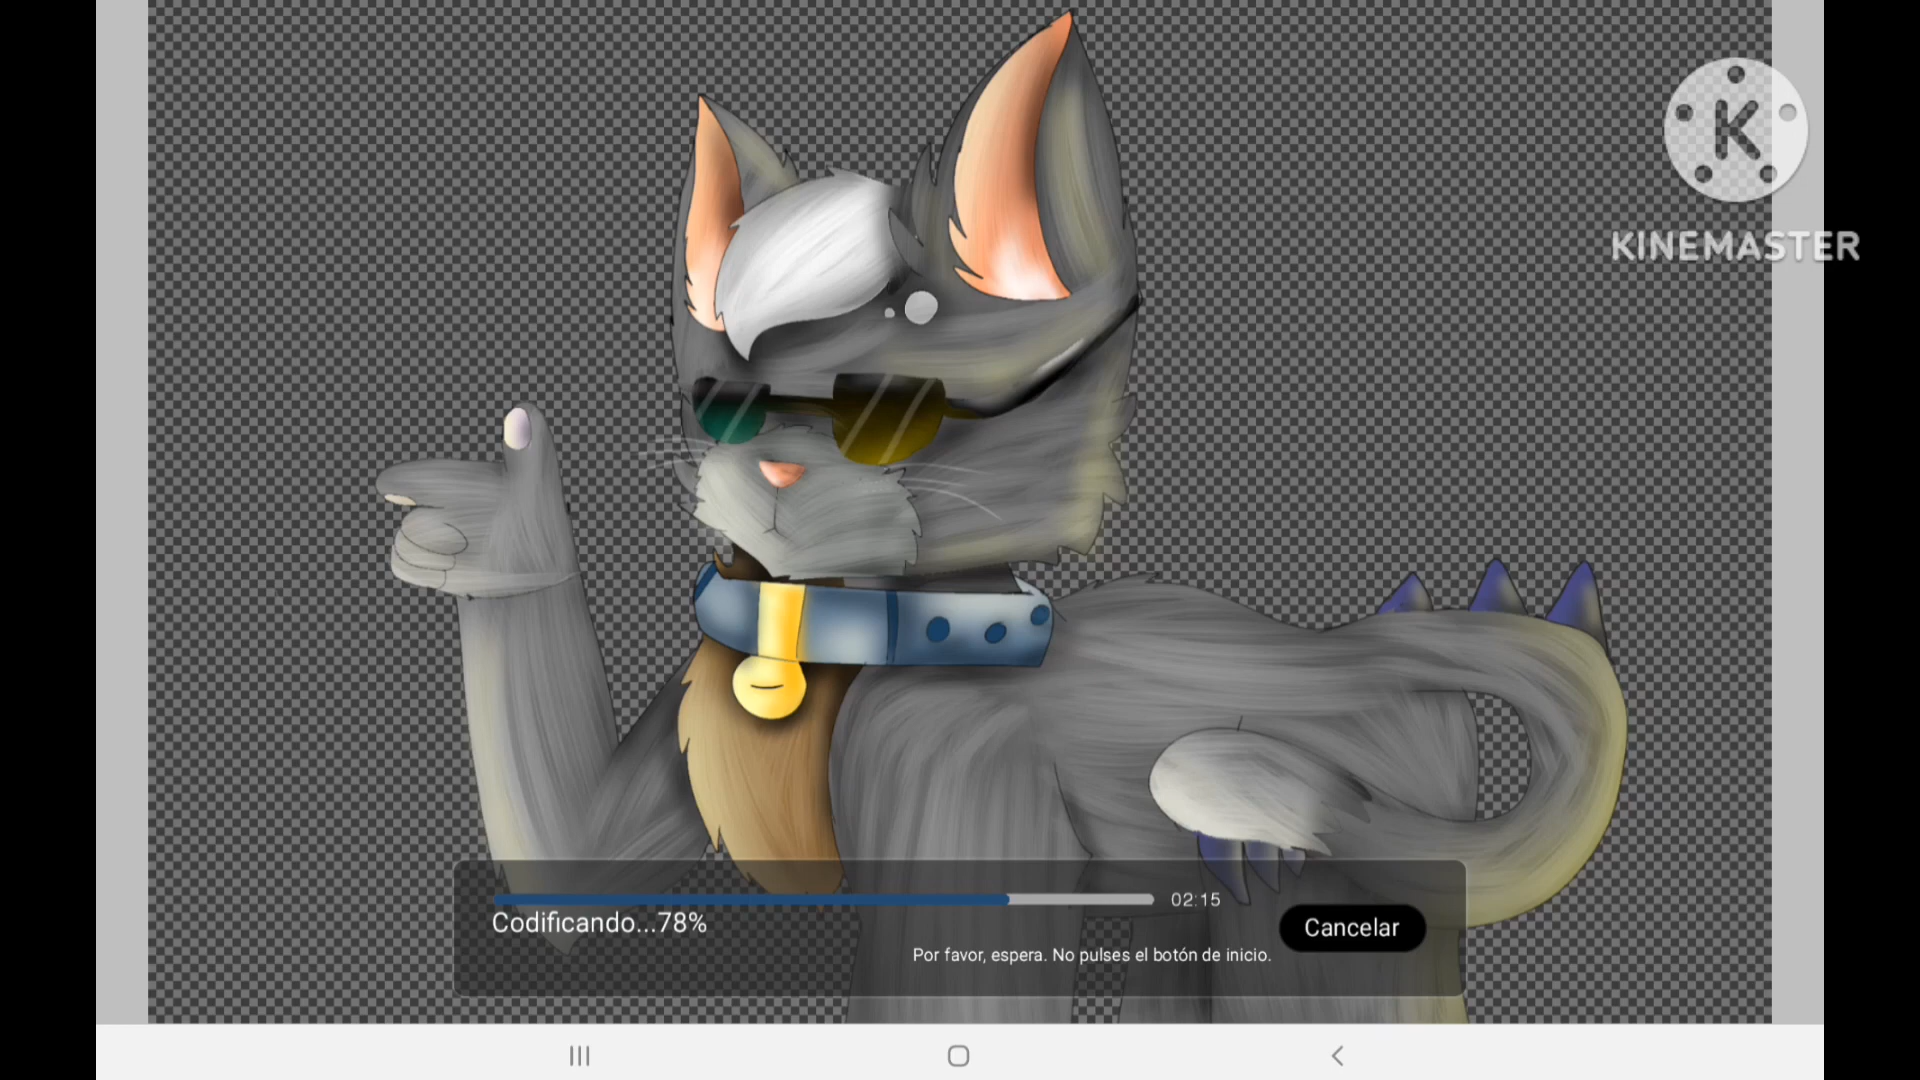 K
KINEMASTER
02:15
Codificando...78%
Cancelar
Por favor, espera. No pulses el botón de inicio.